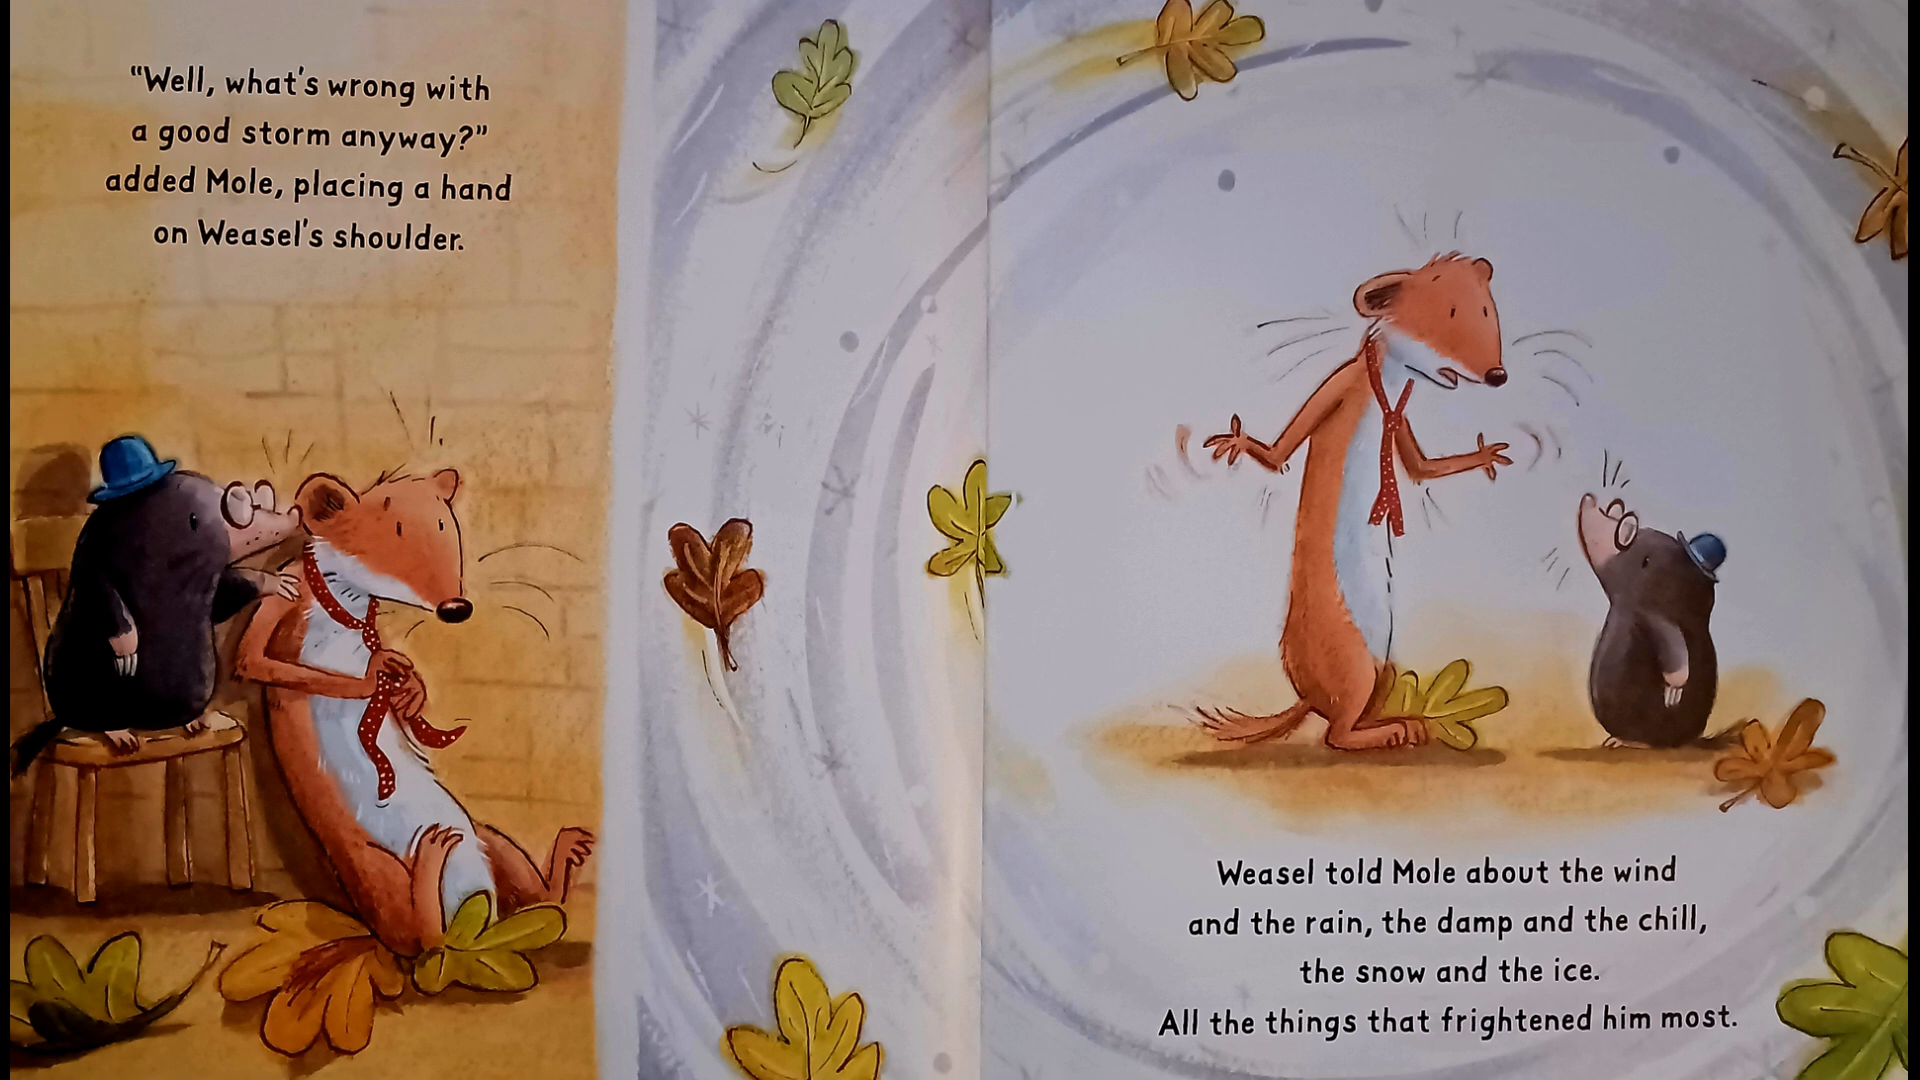 "Well, what's wrong with
a good storm anyway?"
added Mole, placing a hand
on Weasel's shoulder.
Weasel told Mole about the wind
and the rain, the damp and the chill,
the snow and the ice.
All the things that frightened him most.